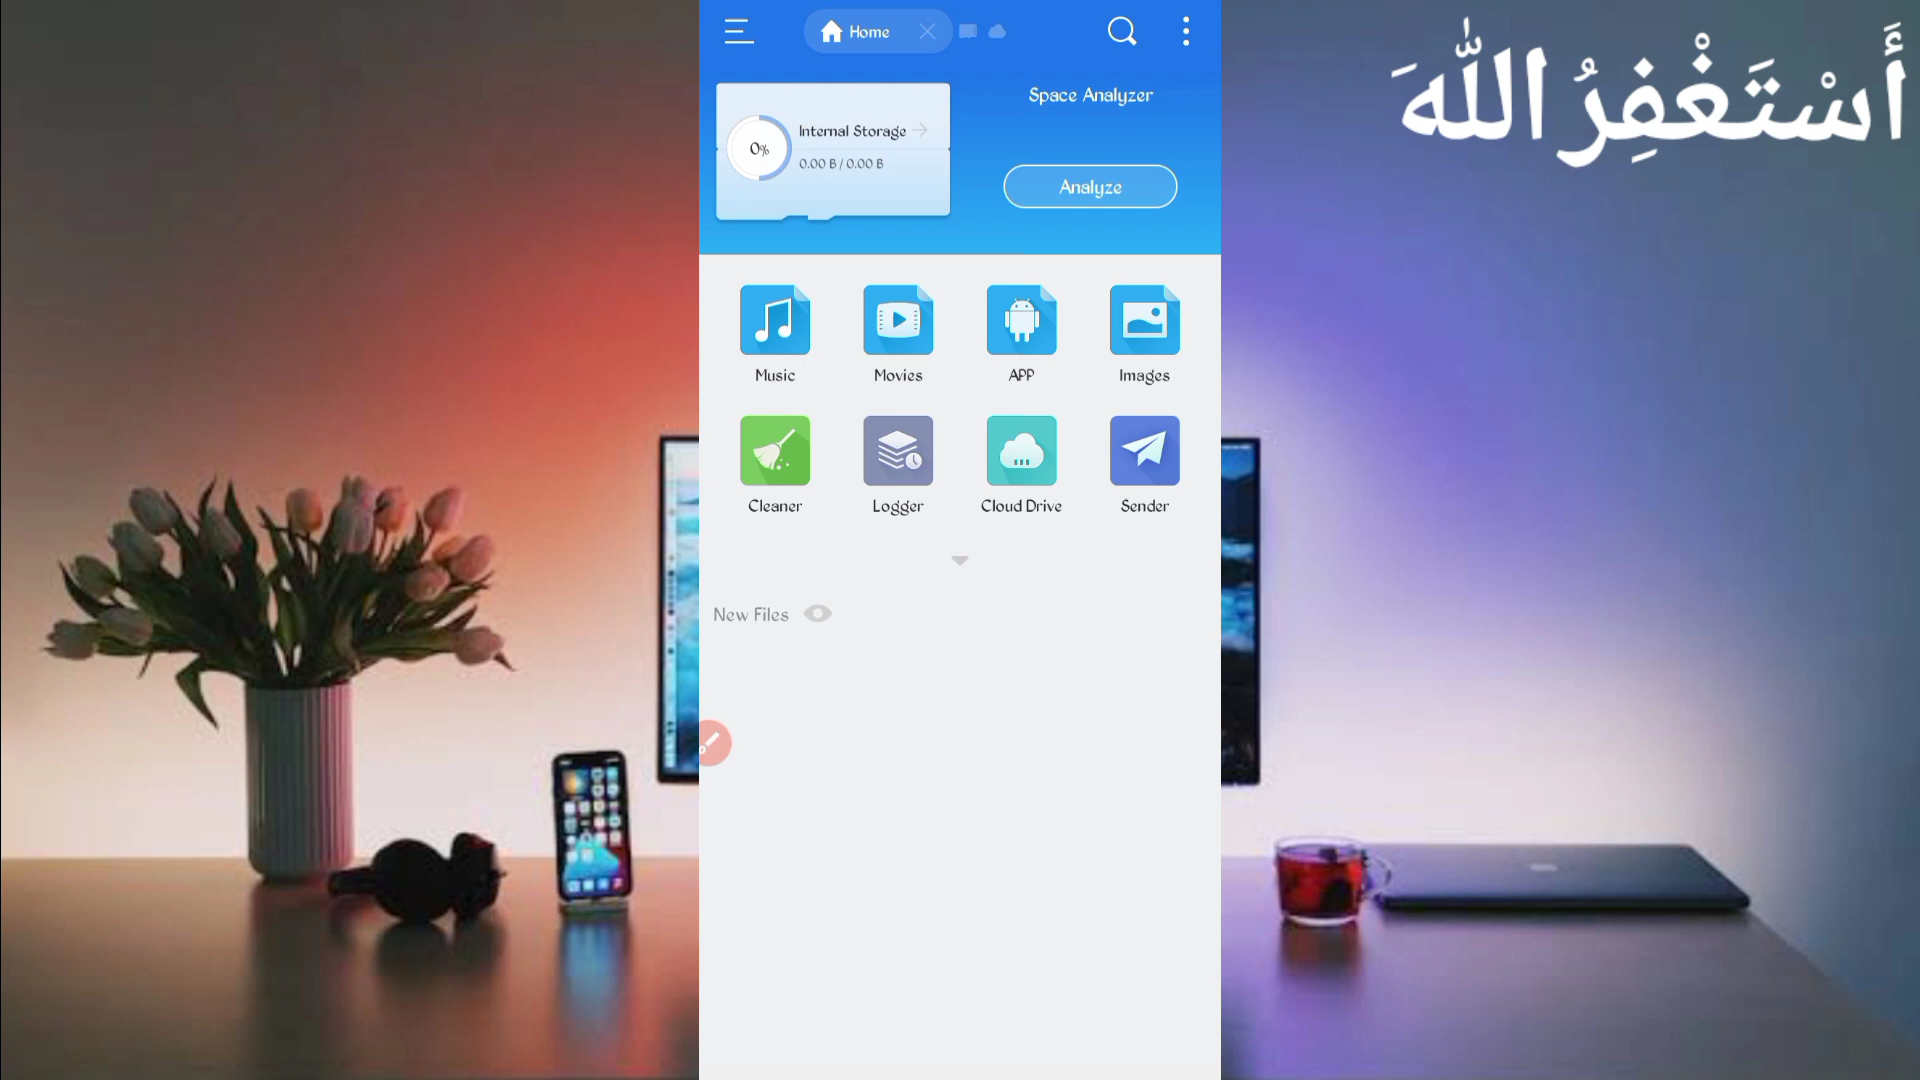 Home
أَسْتَغْفِرُ اللّٰهَ
Space Analyzer
Internal Storage
0%
0.00 B / 0.00 B
Analyze
Music
Movies
APP
Images
Cleaner
Logger
Cloud Drive
Sender
New Files